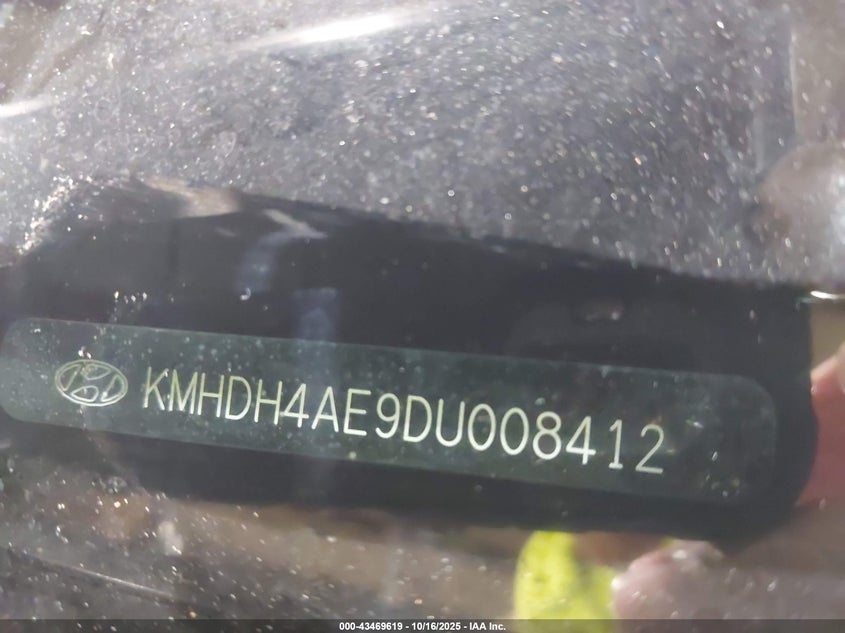 KMHDH4AE9DU008412
000-43469619 - 10/16/2025 - IAA Inc.